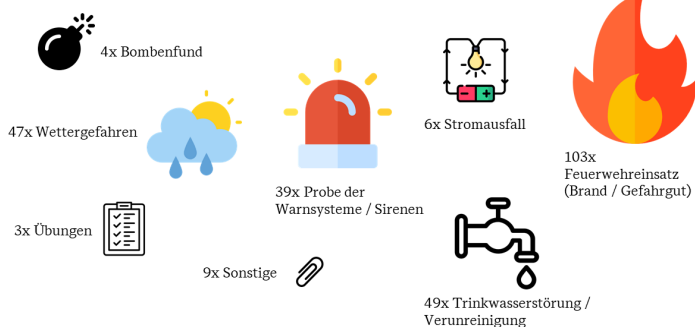 4x Bombenfund
47x Wettergefahren
6x Stromausfall
103x
Feuerwehreinsatz
(Brand / Gefahrgut)
39x Probe der
Warnsysteme / Sirenen
3x Übungen
9x Sonstige
49x Trinkwasserstörung /
Verunreinigung